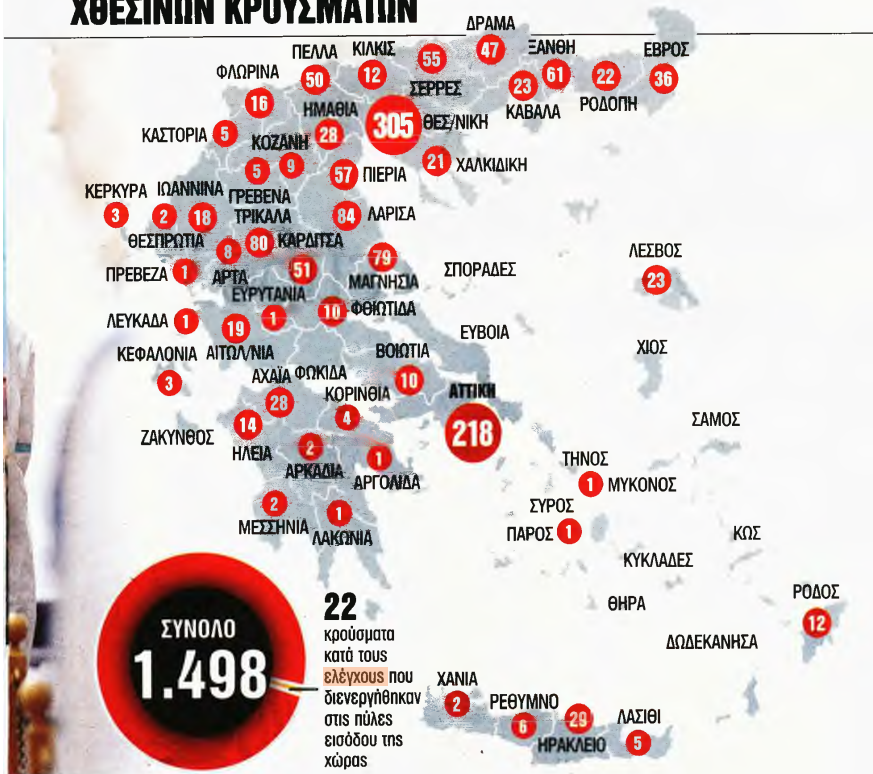 ΧΘΕΣΙΝΩΝ ΚΡΟΥΣΜΑΤΩΝ
ΔΡΑΜΑ
47
ΞΑΝΘΗ
61
ΕΒΡΟΣ
36
ΠΕΛΛΑ
50
ΚΙΛΚΙΣ
12
55
ΣΕΡΡΕΣ
23
ΚΑΒΑΛΑ
22
ΡΟΔΟΠΗ
ΦΛΩΡΙΝΑ
16
ΗΜΑΘΙΑ
28
305
ΘΕΣ/ΝΙΚΗ
ΚΑΣΤΟΡΙΑ
5
ΚΟΖΑΝΗ
9
5
ΓΡΕΒΕΝΑ
57
ΠΙΕΡΙΑ
21
ΧΑΛΚΙΔΙΚΗ
ΚΕΡΚΥΡΑ
3
ΙΩΑΝΝΙΝΑ
18
2
ΘΕΣΠΡΩΤΙΑ
ΤΡΙΚΑΛΑ
80
84
ΛΑΡΙΣΑ
8
ΑΡΤΑ
ΚΑΡΔΙΤΣΑ
51
79
ΜΑΓΝΗΣΙΑ
ΣΠΟΡΑΔΕΣ
ΛΕΣΒΟΣ
23
ΠΡΕΒΕΖΑ
1
ΕΥΡΥΤΑΝΙΑ
1
10
ΦΘΙΩΤΙΔΑ
ΛΕΥΚΑΔΑ
1
19
ΑΙΤΩΛ/ΝΙΑ
ΕΥΒΟΙΑ
ΧΙΟΣ
ΚΕΦΑΛΟΝΙΑ
3
ΒΟΙΩΤΙΑ
10
ΑΧΑΪΑ
28
ΦΩΚΙΔΑ
ΚΟΡΙΝΘΙΑ
4
ΑΤΤΙΚΗ
218
ΖΑΚΥΝΘΟΣ
14
ΗΛΕΙΑ
2
ΑΡΚΑΔΙΑ
1
ΑΡΓΟΛΙΔΑ
ΣΑΜΟΣ
ΤΗΝΟΣ
1
ΜΥΚΟΝΟΣ
2
ΜΕΣΣΗΝΙΑ
1
ΛΑΚΩΝΙΑ
ΣΥΡΟΣ
ΠΑΡΟΣ
1
ΚΩΣ
ΚΥΚΛΑΔΕΣ
ΘΗΡΑ
ΡΟΔΟΣ
12
ΔΩΔΕΚΑΝΗΣΑ
ΣΥΝΟΛΟ
1.498
22
κρούσματα
κατά τους
ελέγχους που
διενεργήθηκαν
στις πύλες
εισόδου της
χώρας
ΧΑΝΙΑ
2
ΡΕΘΥΜΝΟ
6
29
ΗΡΑΚΛΕΙΟ
ΛΑΣΙΘΙ
5